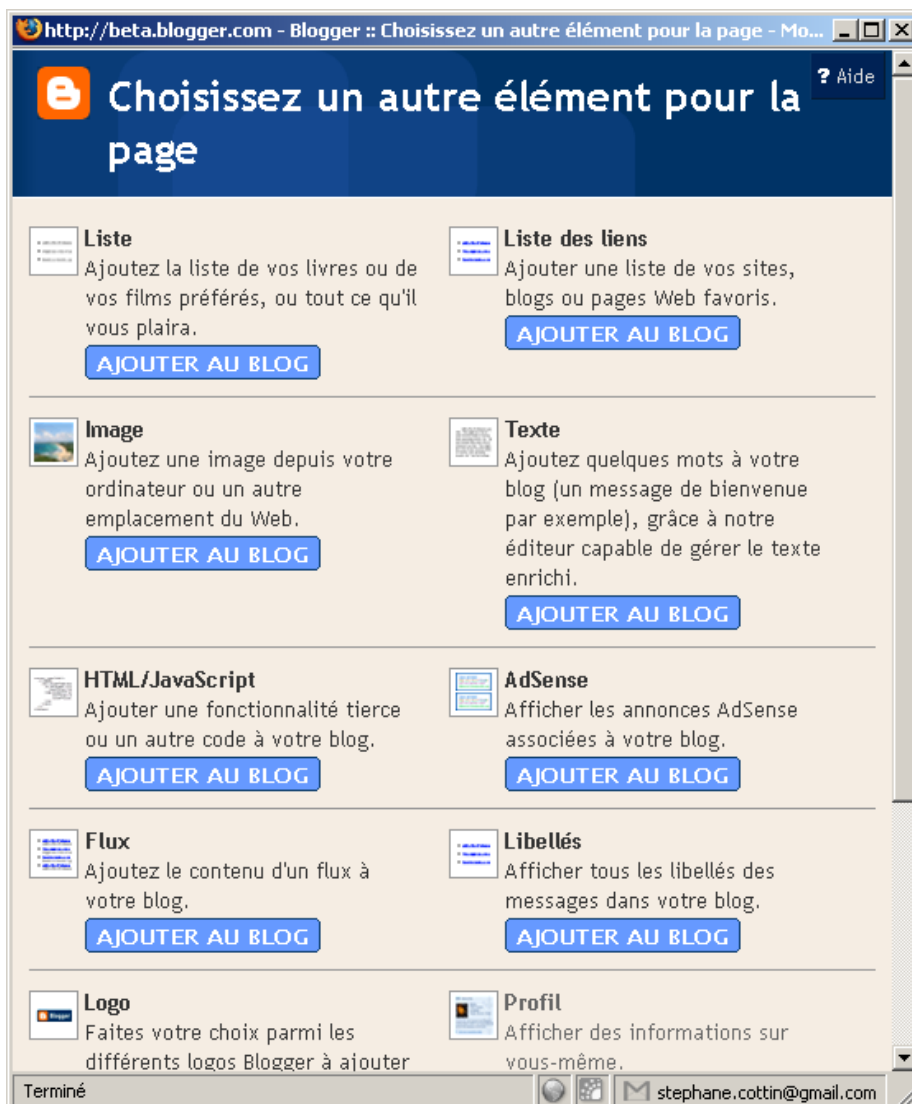 http://beta.blogger.com - Blogger :: Choisissez un autre élément pour la page - Mo...
? Aide
Choisissez un autre élément pour la
page
Liste
Ajoutez la liste de vos livres ou de
vos films préférés, ou tout ce qu'il
vous plaira.
AJOUTER AU BLOG
Liste des liens
Ajouter une liste de vos sites,
blogs ou pages Web favoris.
AJOUTER AU BLOG
Image
Ajoutez une image depuis votre
ordinateur ou un autre
emplacement du Web.
AJOUTER AU BLOG
Texte
Ajoutez quelques mots à votre
blog (un message de bienvenue
par exemple), grâce à notre
éditeur capable de gérer le texte
enrichi.
AJOUTER AU BLOG
HTML/JavaScript
Ajouter une fonctionnalité tierce
ou un autre code à votre blog.
AJOUTER AU BLOG
AdSense
Afficher les annonces AdSense
associées à votre blog.
AJOUTER AU BLOG
Flux
Ajoutez le contenu d'un flux à
votre blog.
AJOUTER AU BLOG
Libellés
Afficher tous les libellés des
messages dans votre blog.
AJOUTER AU BLOG
Logo
Faites votre choix parmi les
différents logos Blogger à ajouter
Profil
Afficher des informations sur
vous-même.
Terminé
stephane.cottin@gmail.com